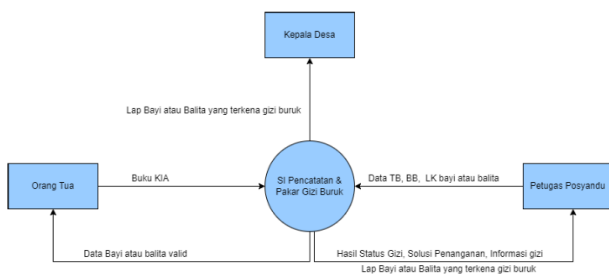 Kepala Desa
Lap Bayi atau Balita yang terkena gizi buruk
Orang Tua
Buku KIA
SI Pencatatan &
Pakar Gizi Buruk
Data TB, BB, LK bayi atau balita
Petugas Posyandu
Data Bayi atau balita valid
Hasil Status Gizi, Solusi Penanganan, Informasi gizi
Lap Bayi atau Balita yang terkena gizi buruk